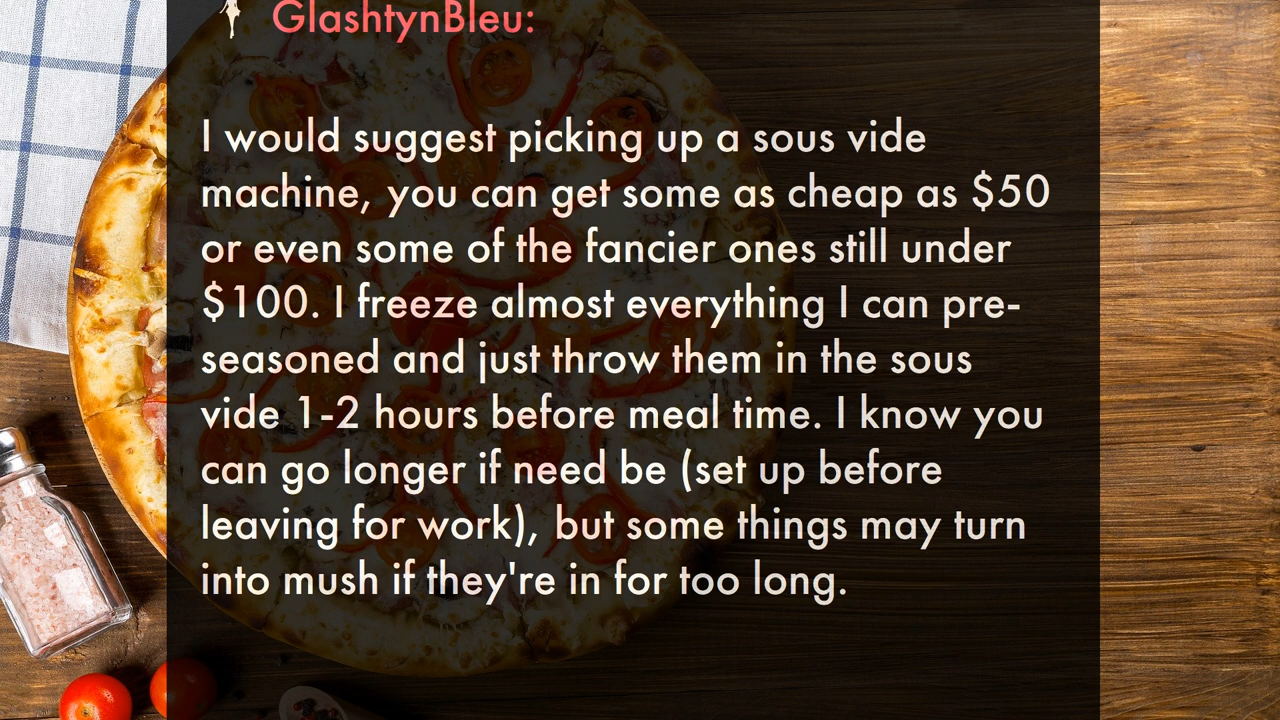 GlashtynBleu:
I would suggest picking up a sous vide
machine, you can get some as cheap as $50
or even some of the fancier ones still under
$100. I freeze almost everything I can pre-
seasoned and just throw them in the sous
vide 1-2 hours before meal time. I know you
can go longer if need be (set up before
leaving for work), but some things may turn
into mush if they're in for too long.